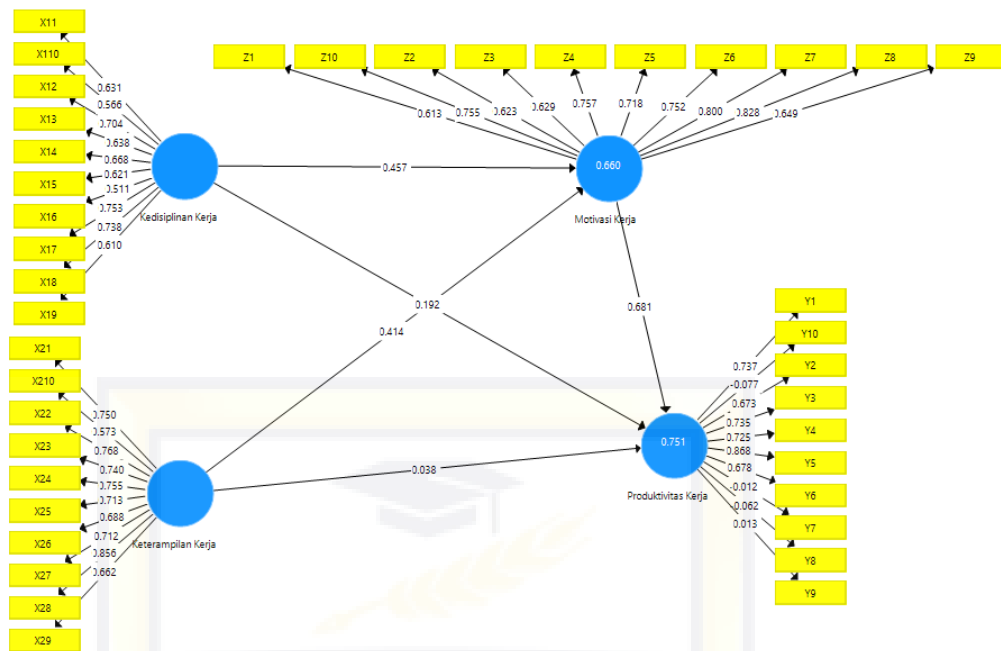 X11
X110
X12
X13
X14
X15
X16
X17
X18
X19
0.631
0.566
0.704
0.638
0.668
0.621
0.511
0.753
0.738
0.610
Kedisiplinan Kerja
Z1
Z10
Z2
Z3
Z4
Z5
Z6
Z7
Z8
Z9
0.613
0.755
0.623
0.629
0.757
0.718
0.752
0.800
0.828
0.649
0.660
Motivasi Kerja
0.457
0.192
0.414
0.681
0.038
X21
X210
X22
X23
X24
X25
X26
X27
X28
X29
0.750
0.573
0.768
0.740
0.755
0.713
0.688
0.712
0.856
0.662
Keterampilan Kerja
0.751
Produktivitas Kerja
Y1
Y10
Y2
Y3
Y4
Y5
Y6
Y7
Y8
Y9
0.737
-0.077
0.673
0.735
0.725
0.868
0.678
-0.012
-0.062
0.013